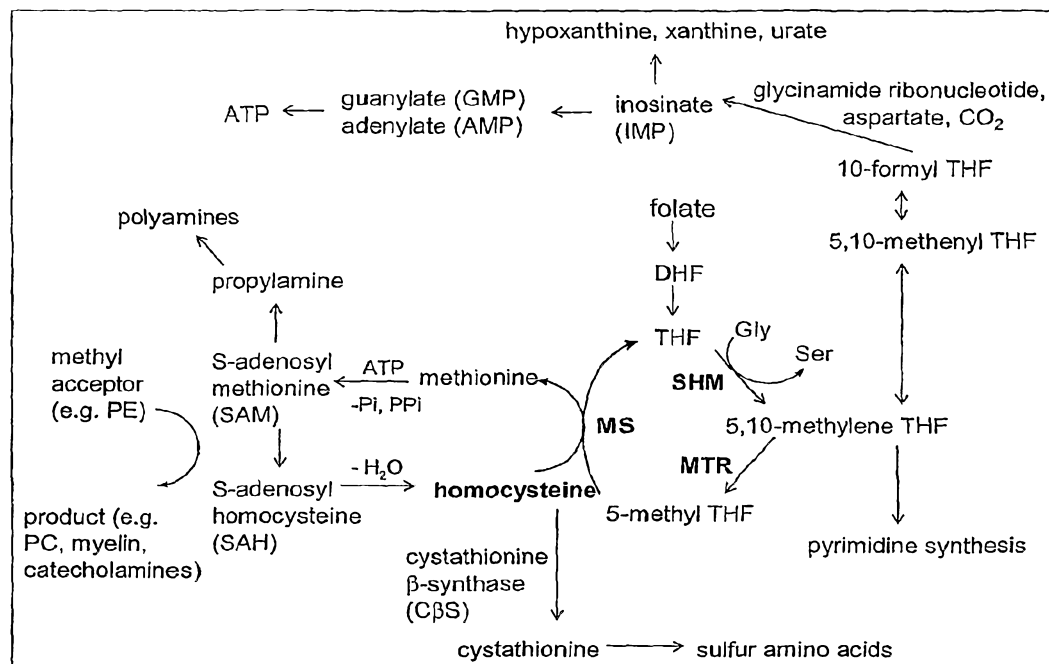 hypoxanthine, xanthine, urate
glycinamide ribonucleotide,
aspartate, CO₂
ATP
guanylate (GMP)
adenylate (AMP)
inosinate
(IMP)
10-formyl THF
polyamines
folate
5,10-methenyl THF
propylamine
DHF
THF
Gly
Ser
SHM
methyl
acceptor
(e.g. PE)
S-adenosyl
methionine
(SAM)
ATP
-Pi, PPi
methionine
MS
5,10-methylene THF
MTR
- H₂O
product (e.g.
PC, myelin,
catecholamines)
S-adenosyl
homocysteine
(SAH)
homocysteine
5-methyl THF
pyrimidine synthesis
cystathionine
β-synthase
(CβS)
cystathionine
sulfur amino acids